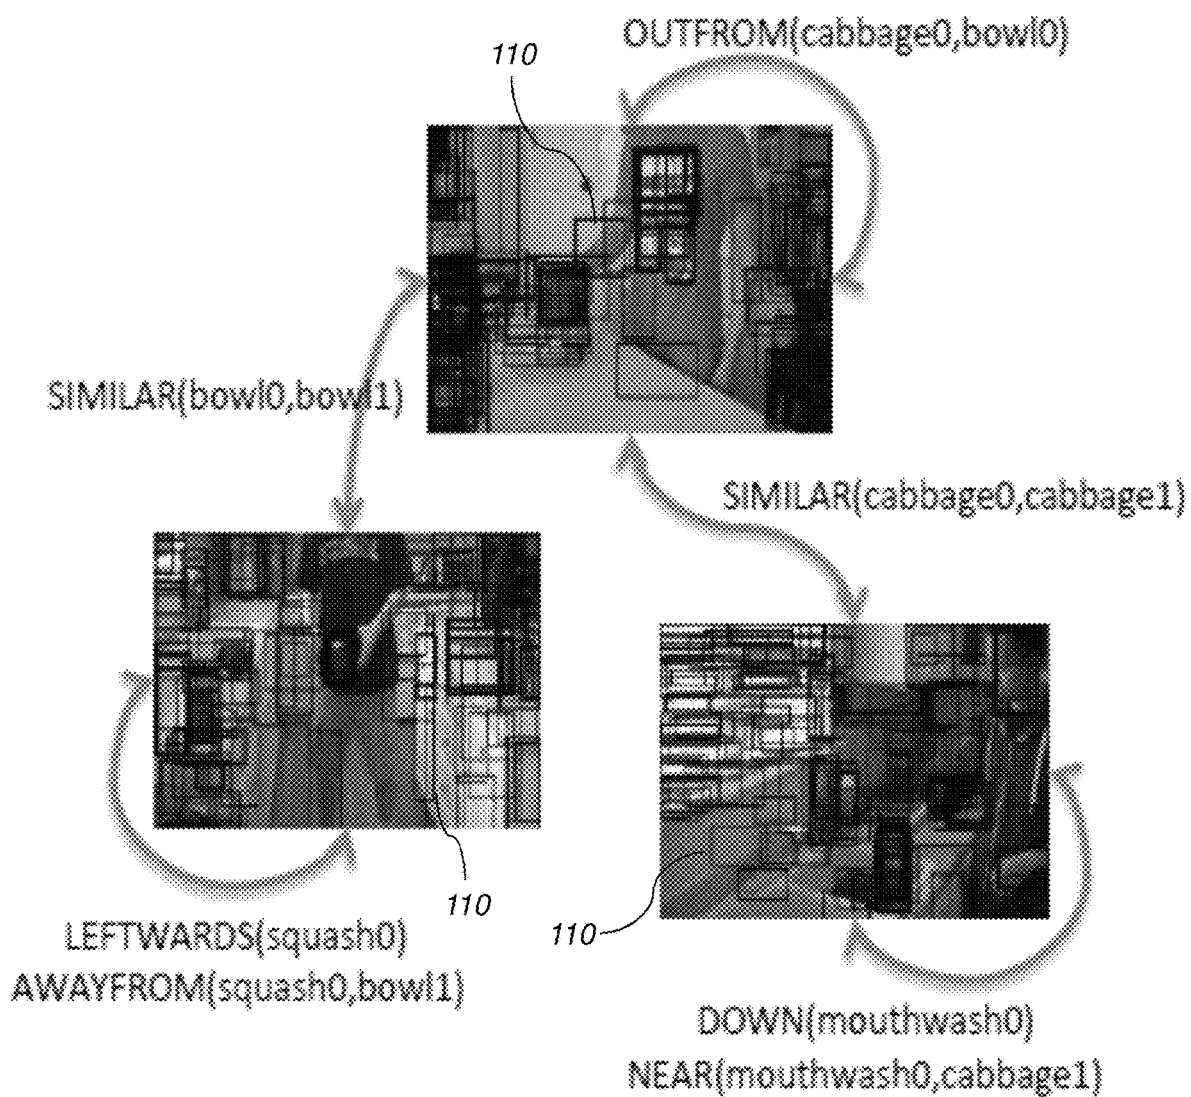 OUTFROM(cabbage0,bowl0)
110
SIMILAR(bowl0,bowl1)
SIMILAR(cabbage0,cabbage1)
110
110
LEFTWARDS(squash0)
AWAYFROM(squash0,bowl1)
DOWN(mouthwash0)
NEAR(mouthwash0,cabbage1)